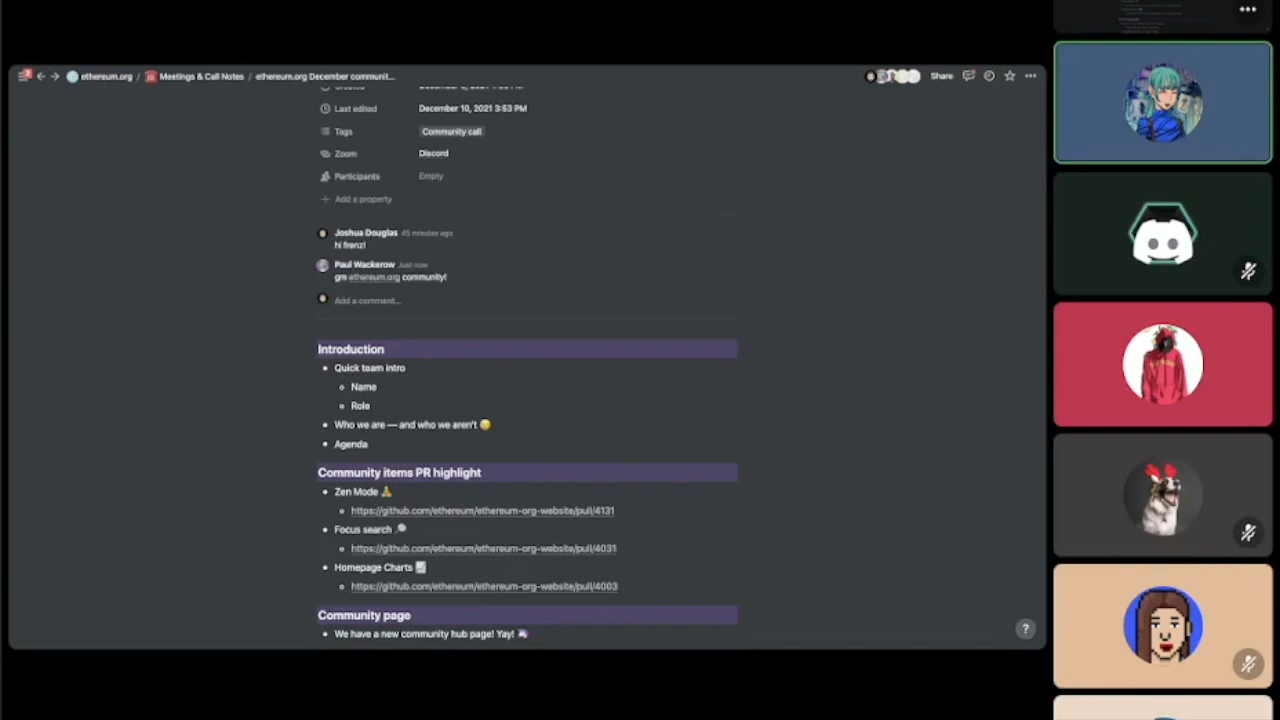 ethereum.org / Meetings & Call Notes / ethereum.org December communit...
Share
Last edited December 10, 2021 3:53 PM
Tags Community call
Zoom Discord
Participants Empty
Add a property
Joshua Douglas 45 minutes ago
hi frenz!
Paul Wackerow Just now
gm ethereum.org community!
Add a comment...
Introduction
Quick team intro
Name
Role
Who we are — and who we aren't 😅
Agenda
Community items PR highlight
Zen Mode 🙏
https://github.com/ethereum/ethereum-org-website/pull/4131
Focus search 🔎
https://github.com/ethereum/ethereum-org-website/pull/4031
Homepage Charts 📈
https://github.com/ethereum/ethereum-org-website/pull/4003
Community page
We have a new community hub page! Yay! 🦄
?